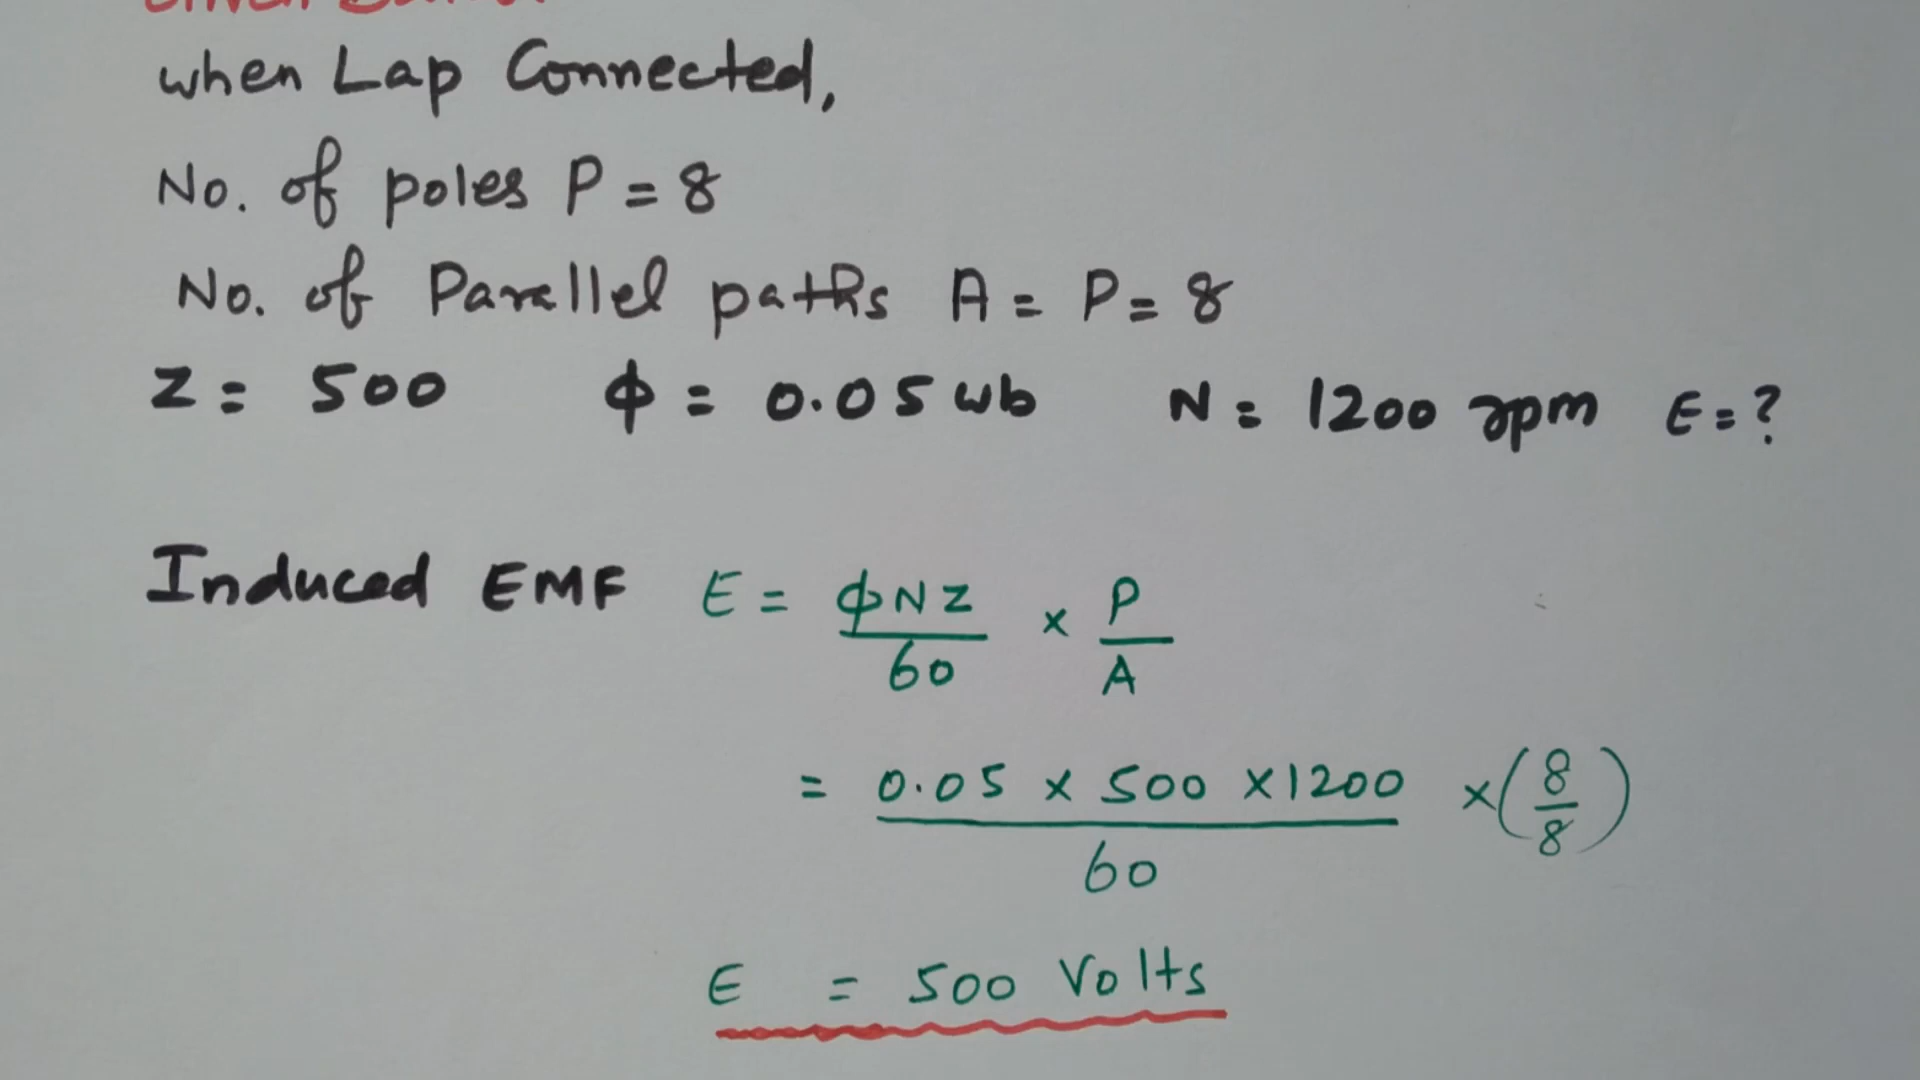 when Lap Connected,
No. of poles P = 8
No. of Parallel paths A = P = 8
Z = 500 ϕ = 0.05 wb N = 1200 rpm E = ?
Induced EMF E = ϕNZ/60 × P/A
= 0.05 × 500 × 1200/60 × (8/8)
E = 500 Volts